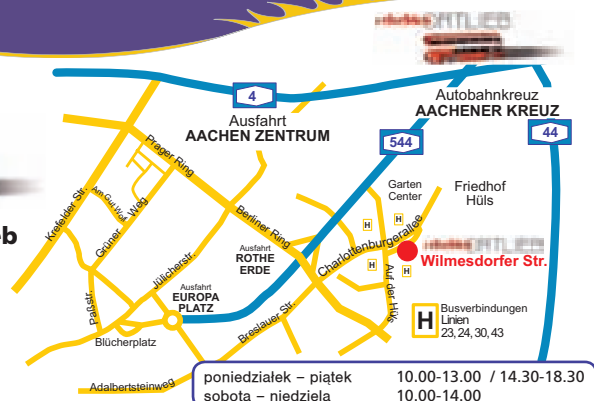 ORTLIEB
4
Ausfahrt
AACHEN ZENTRUM
Autobahnkreuz
AACHENER KREUZ
544
44
Prager Ring
Krefelder Str.
Am Gut Wolf
Grüner Weg
Berliner Ring
Jülicherstr.
Paßstr.
Blücherplatz
Ausfahrt
EUROPA
PLATZ
Ausfahrt
ROTHE
ERDE
Breslauer Str.
Charlottenburgerallee
Auf der Hüls
Garten
Center
Friedhof
Hüls
H
H
H
H
ORTLIEB
Wilmesdorfer Str.
H
Busverbindungen
Linien
23, 24, 30, 43
Adalbertsteinweg
poniedziałek – piątek 10.00-13.00 / 14.30-18.30
sobota – niedziela 10.00-14.00